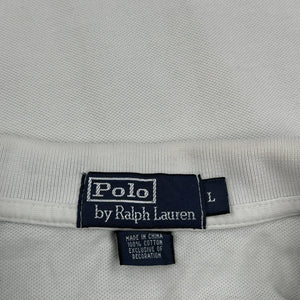 Polo
by Ralph Lauren
L
MADE IN CHINA
100% COTTON
EXCLUSIVE OF
DECORATION